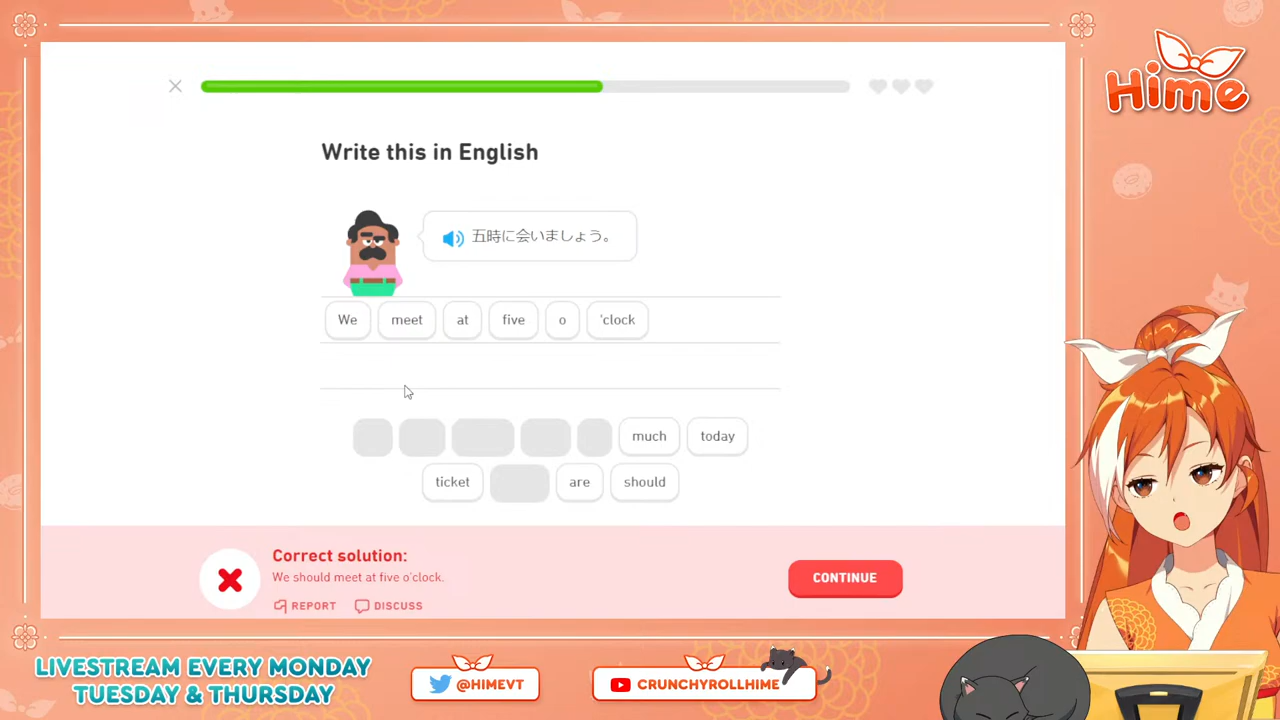 Hime
Write this in English
五時に会いましょう。
We meet at five o 'clock
much today
ticket are should
Correct solution:
We should meet at five o'clock.
REPORT DISCUSS
CONTINUE
LIVESTREAM EVERY MONDAY
TUESDAY & THURSDAY
@HIMEVT
CRUNCHYROLLHIME